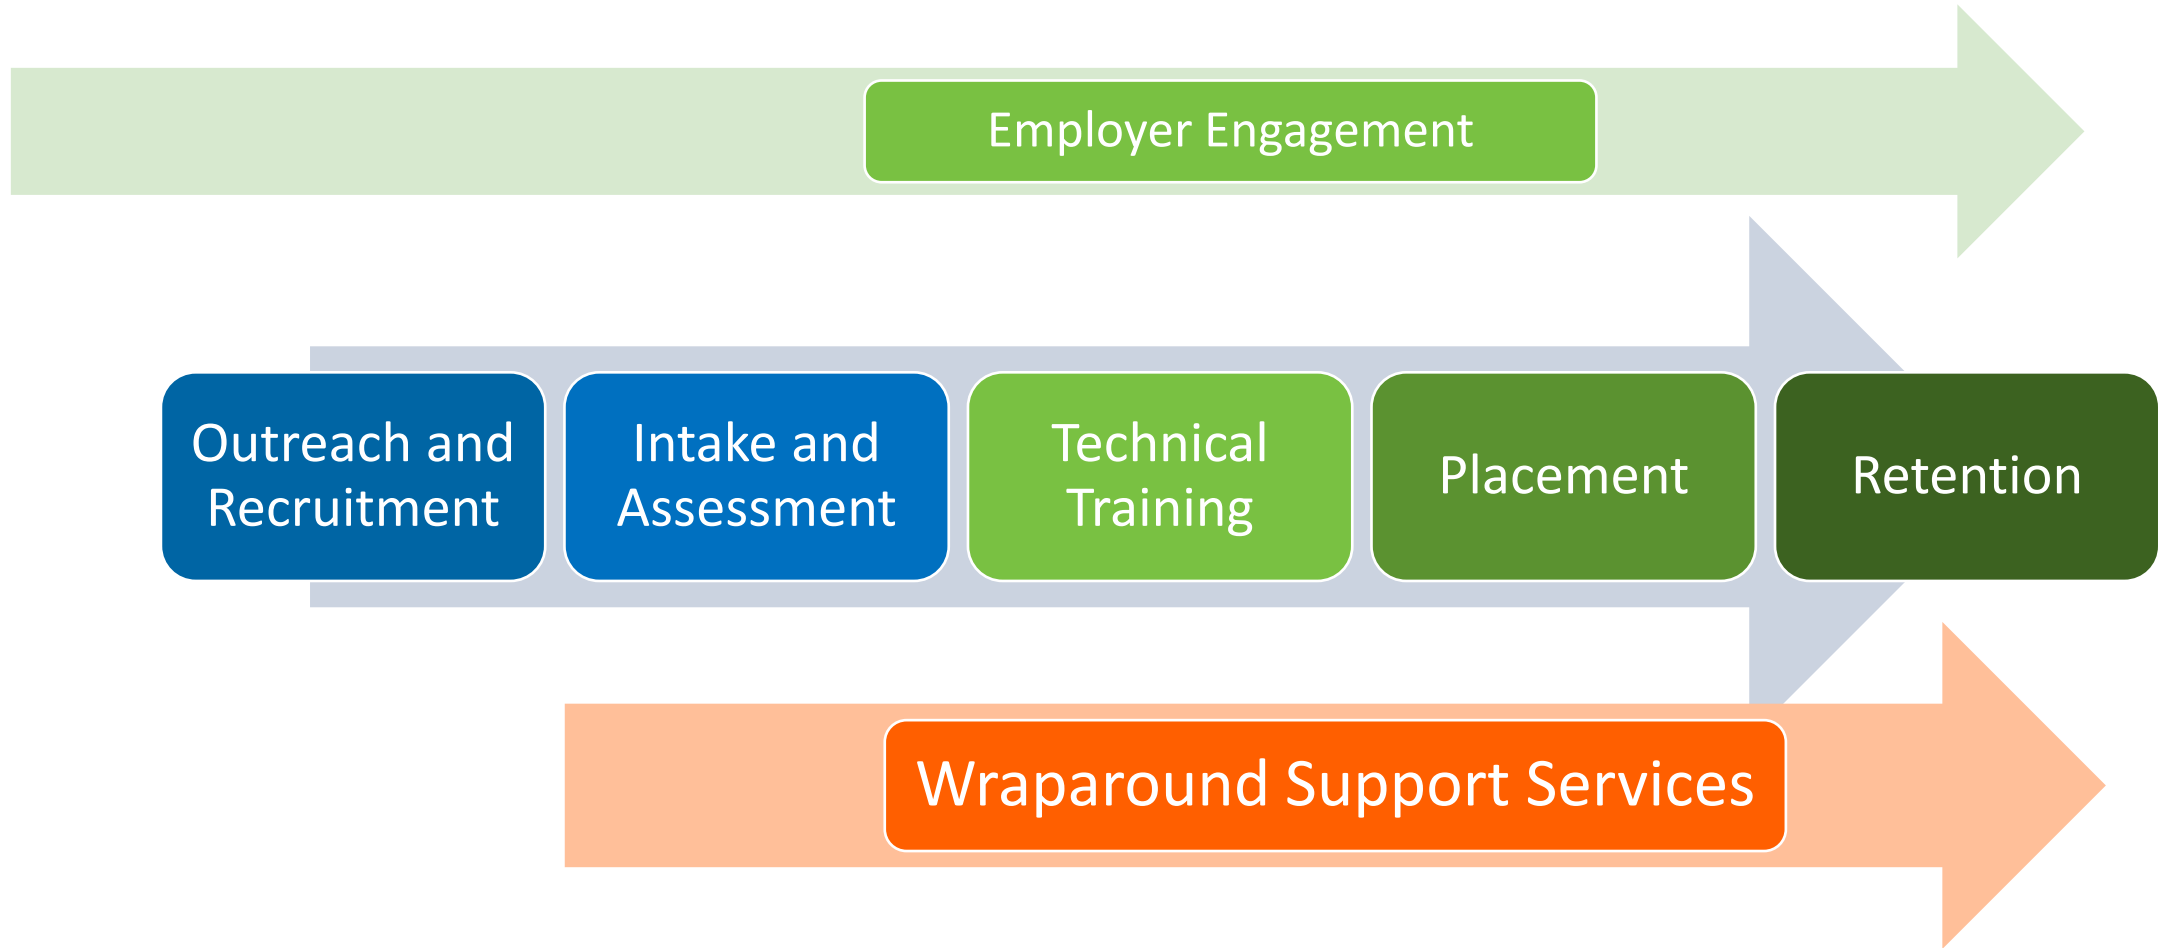 Employer Engagement
Outreach and
Recruitment
Intake and
Assessment
Technical
Training
Placement
Retention
Wraparound Support Services